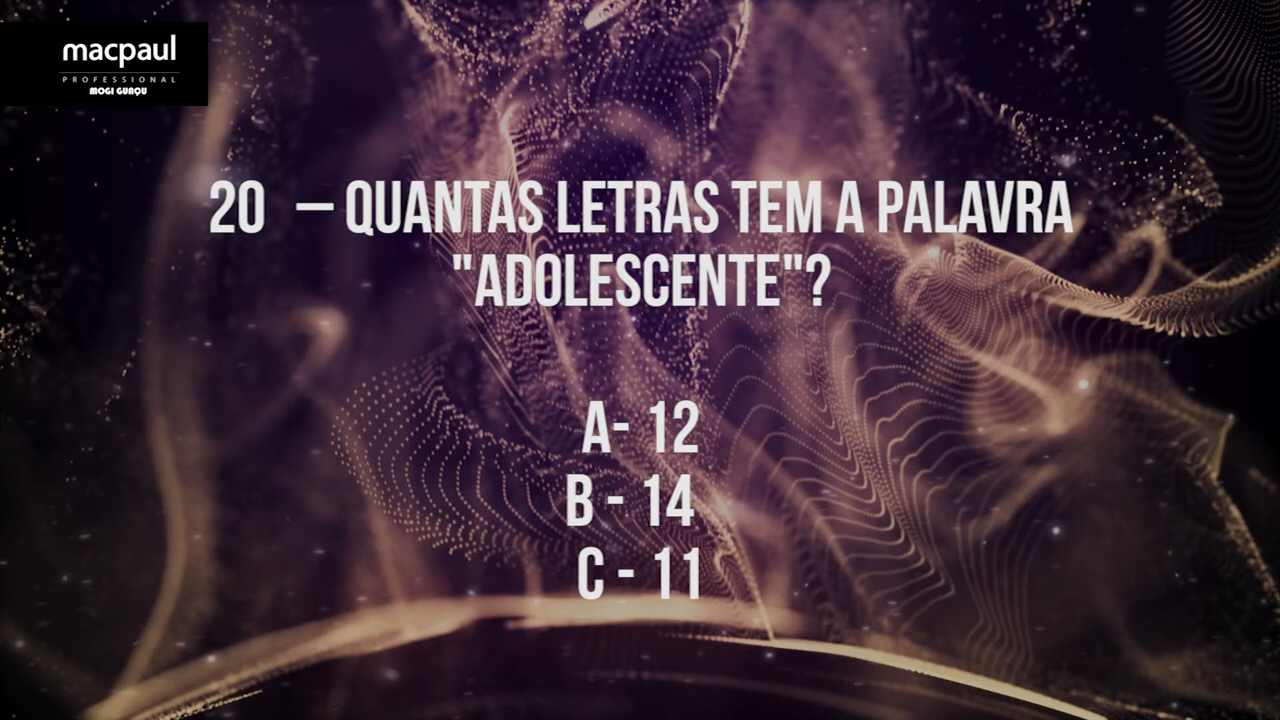 macpaul
PROFESSIONAL
MOGI GUAÇU
20 – QUANTAS LETRAS TEM A PALAVRA
"ADOLESCENTE"?
A- 12
B - 14
C - 11